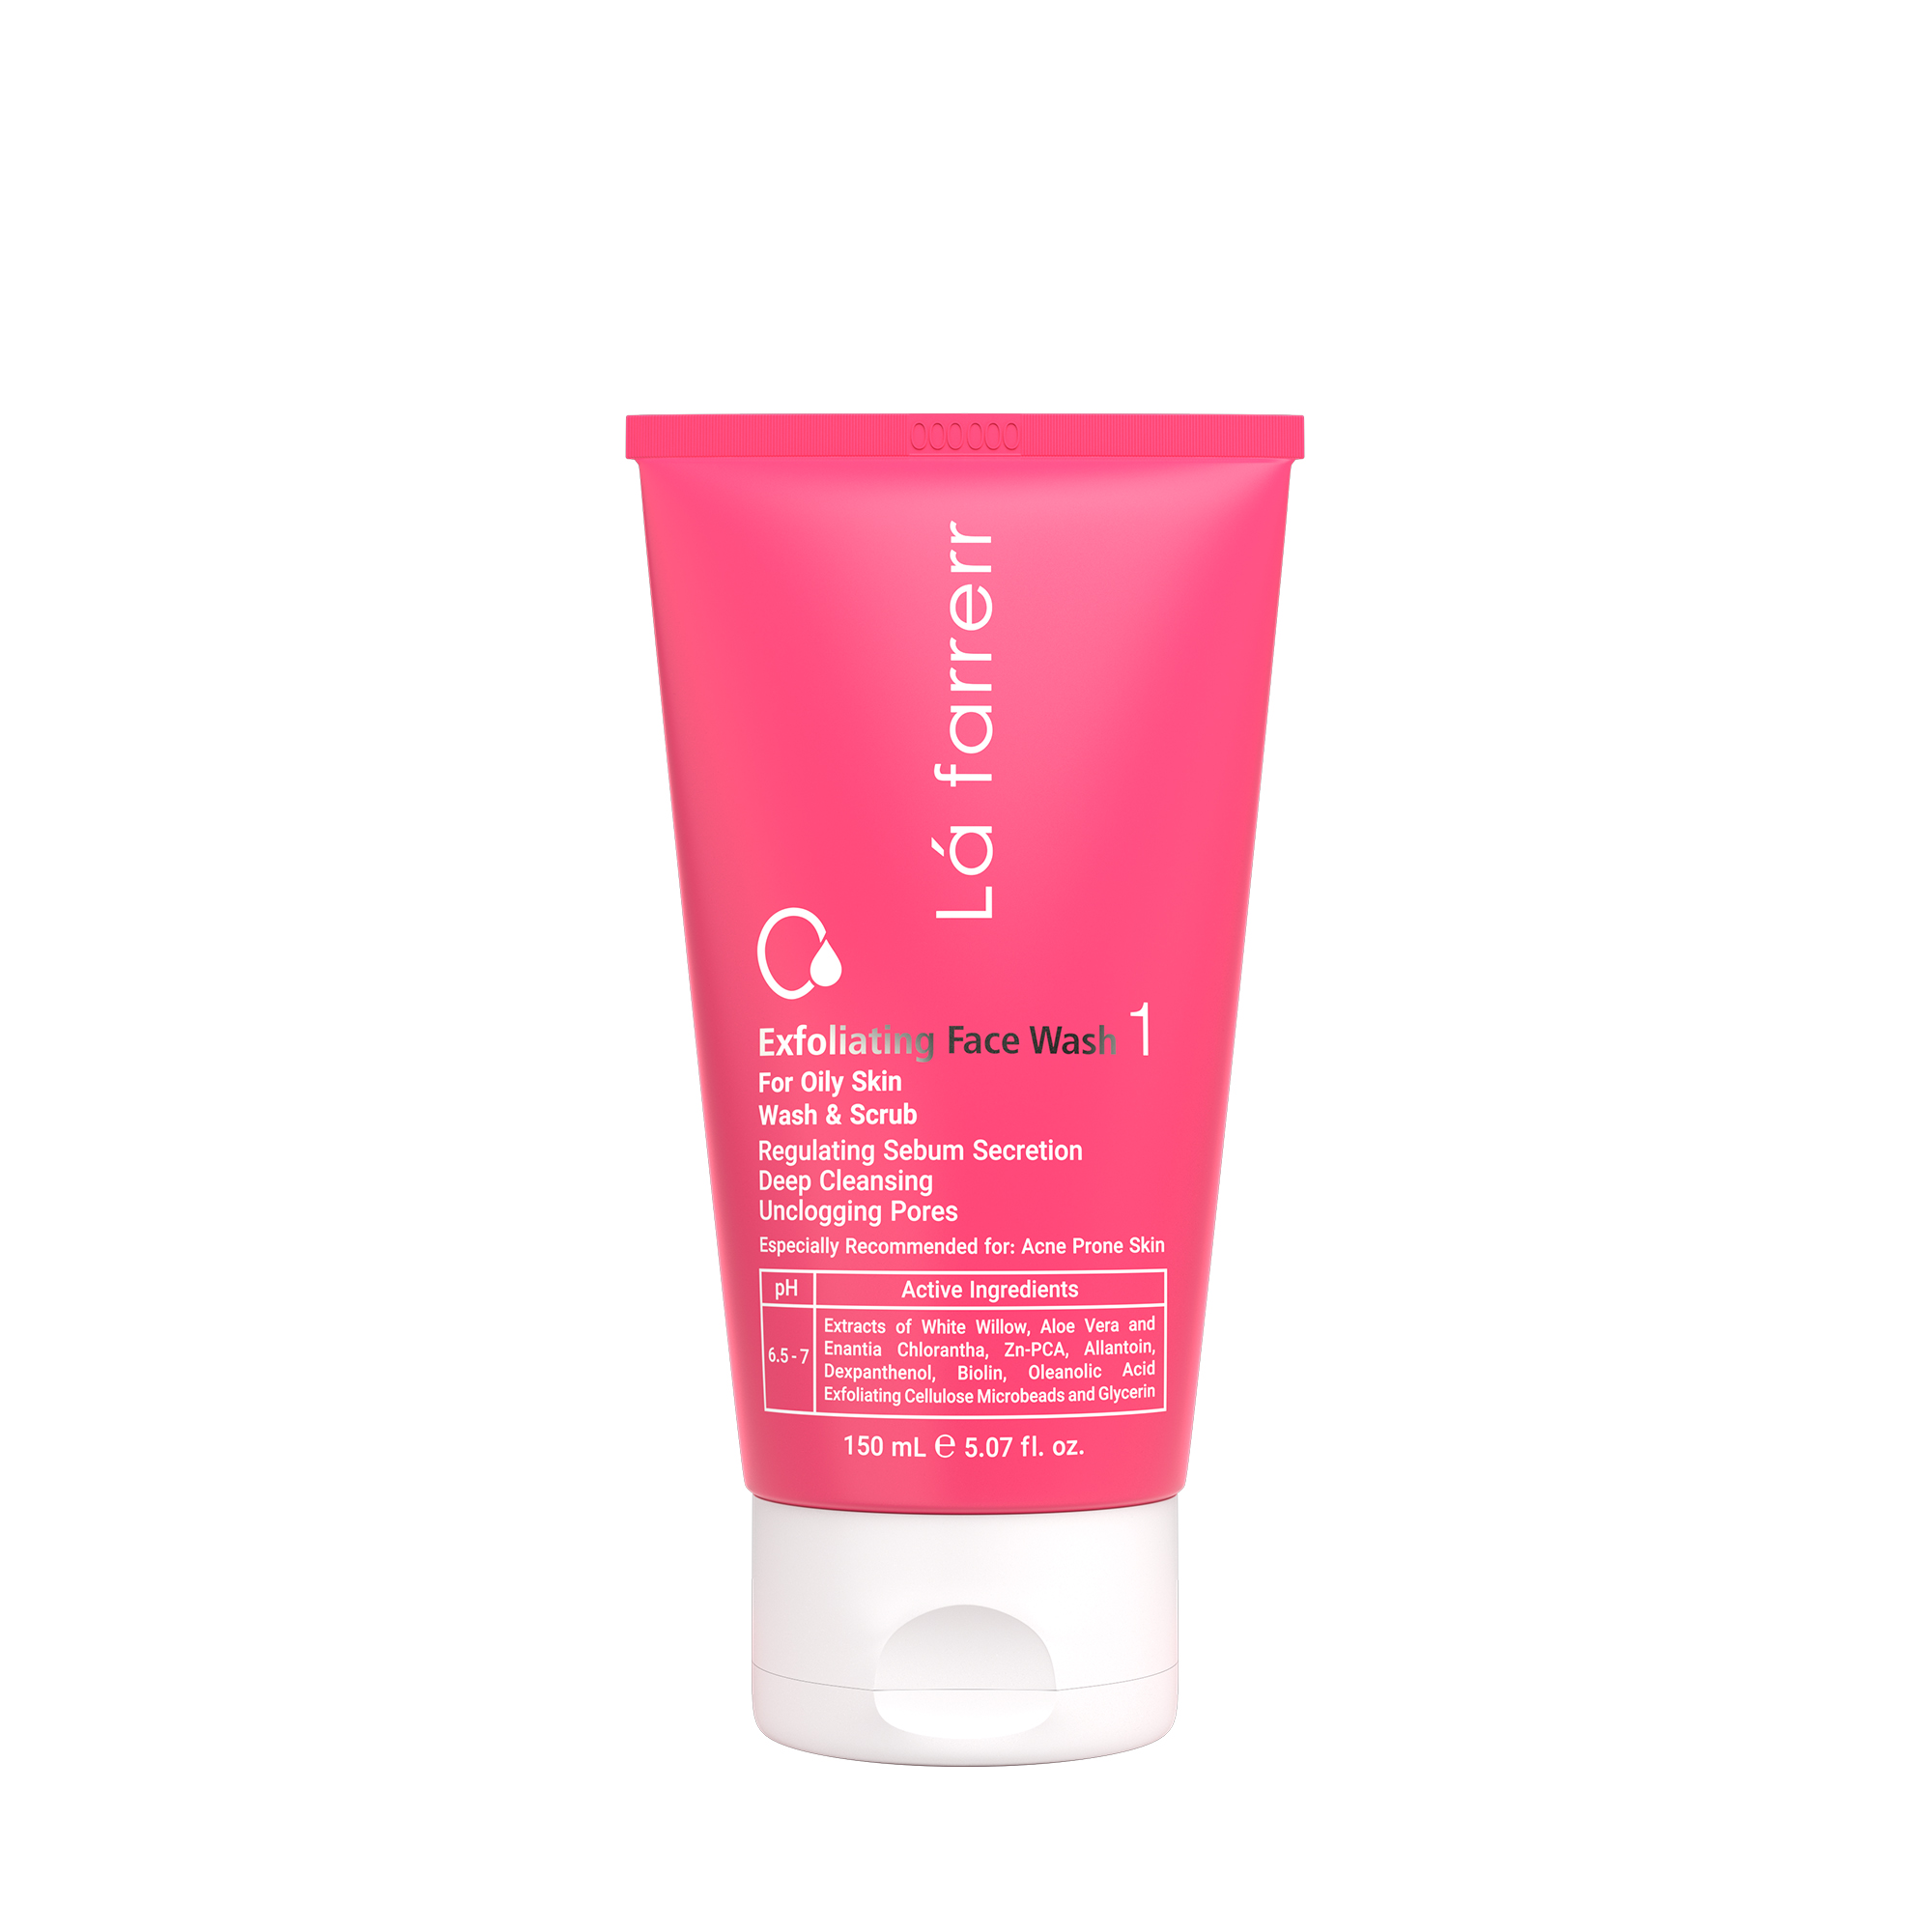 Lá farrerr
Exfoliating Face Wash 1
For Oily Skin
Wash & Scrub
Regulating Sebum Secretion
Deep Cleansing
Unclogging Pores
Especially Recommended for: Acne Prone Skin
pH
Active Ingredients
6.5 - 7
Extracts of White Willow, Aloe Vera and
Enantia Chlorantha, Zn-PCA, Allantoin,
Dexpanthenol, Biolin, Oleanolic Acid
Exfoliating Cellulose Microbeads and Glycerin
150 mL ℮ 5.07 fl. oz.